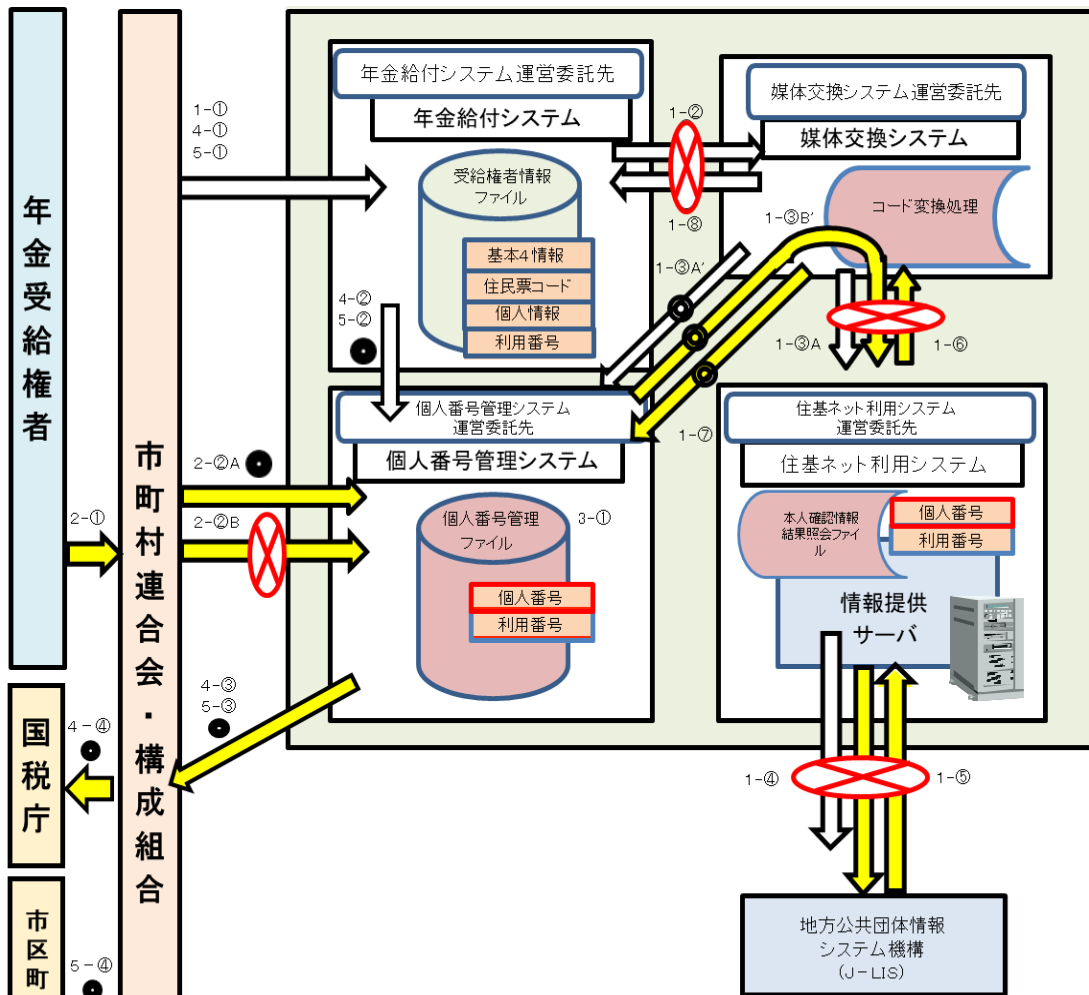 年金受給権者
国税庁
市区町
市町村連合会・構成組合
1-①
4-①
5-①
年金給付システム運営委託先
年金給付システム
受給権者情報
ファイル
基本4情報
住民票コード
個人情報
利用番号
1-②
1-⑧
媒体交換システム運営委託先
媒体交換システム
コード変換処理
1-③B'
1-③A'
1-③A
1-⑥
1-⑦
4-②
5-②
個人番号管理システム
運営委託先
個人番号管理システム
個人番号管理
ファイル
3-①
個人番号
利用番号
2-①
2-②A
2-②B
4-③
5-③
4-④
5-④
住基ネット利用システム
運営委託先
住基ネット利用システム
本人確認情報
結果照会ファイ
ル
個人番号
利用番号
情報提供
サーバ
1-④
1-⑤
地方公共団体情報
システム機構
(J-LIS)